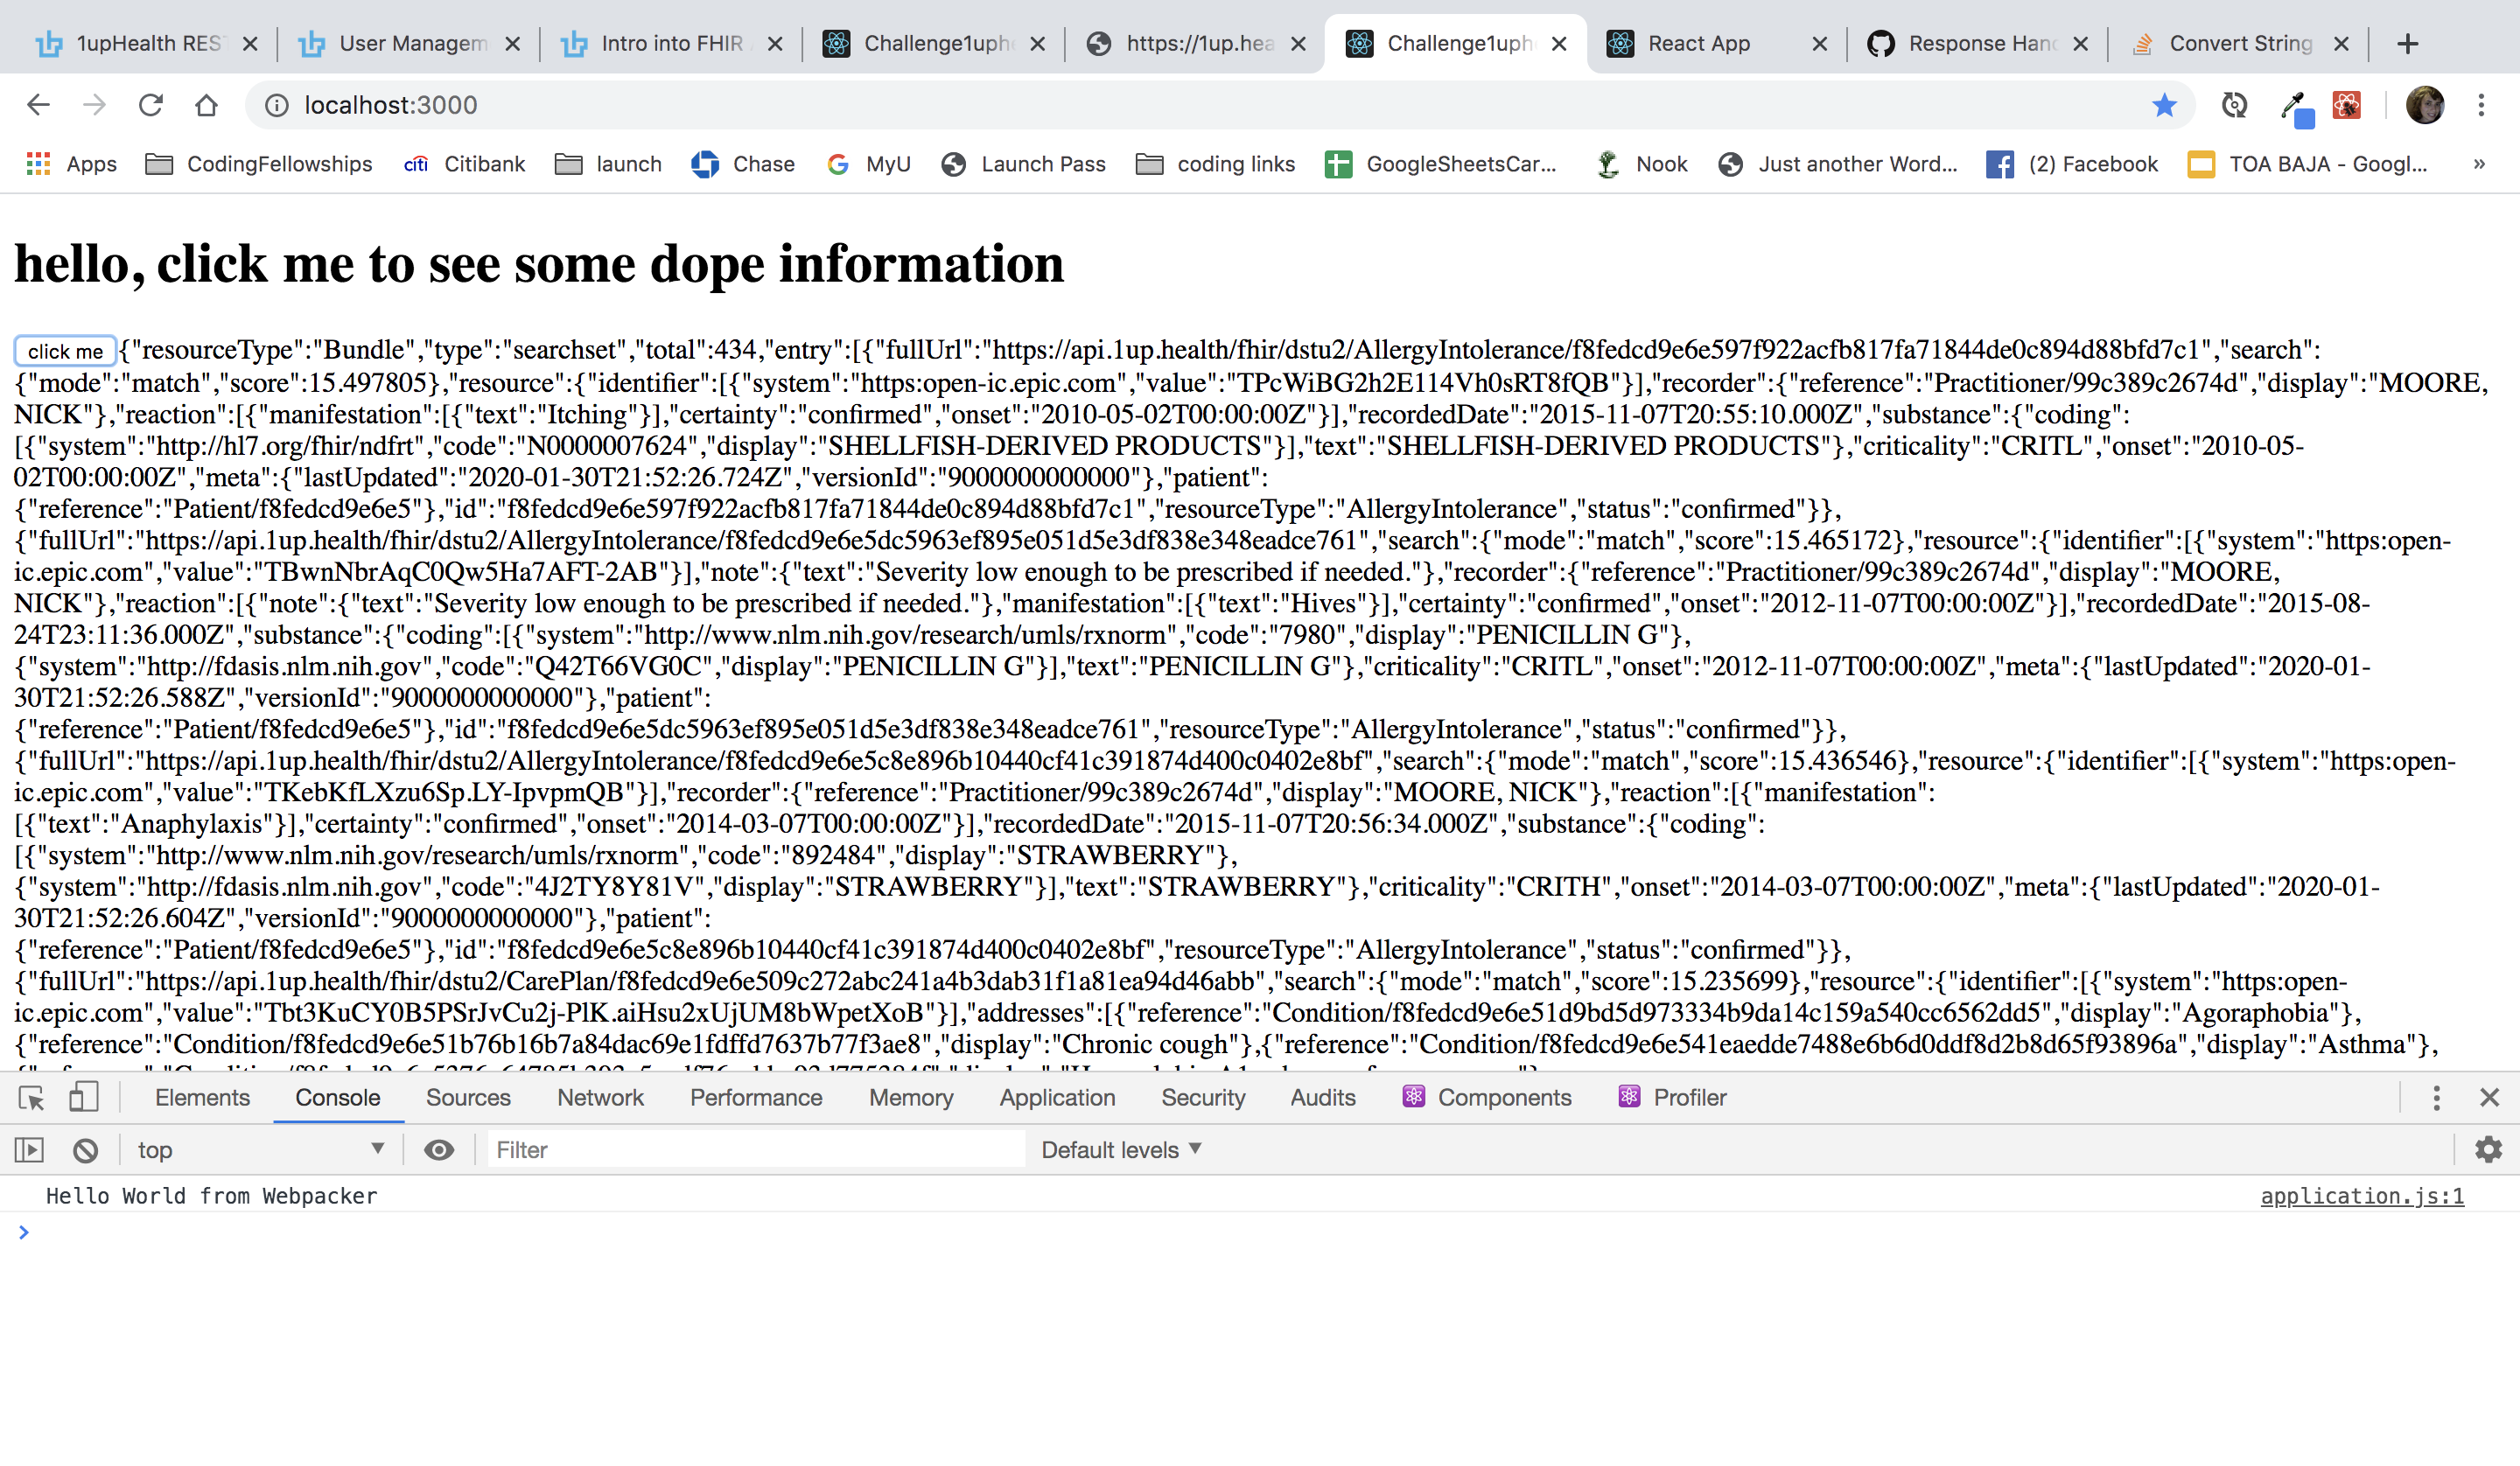 1upHealth REST
User Managem
Intro into FHIR
Challenge1uph
https://1up.hea
Challenge1uph
React App
Response Hand
Convert String
localhost:3000
Apps
CodingFellowships
citi Citibank
launch
Chase
MyU
Launch Pass
coding links
GoogleSheetsCar...
Nook
Just another Word...
(2) Facebook
TOA BAJA - Googl...
»
hello, click me to see some dope information
click me {"resourceType":"Bundle","type":"searchset","total":434,"entry":[{"fullUrl":"https://api.1up.health/fhir/dstu2/AllergyIntolerance/f8fedcd9e6e597f922acfb817fa71844de0c894d88bfd7c1","search":
{"mode":"match","score":15.497805},"resource":{"identifier":[{"system":"https:open-ic.epic.com","value":"TPcWiBG2h2E114Vh0sRT8fQB"}],"recorder":{"reference":"Practitioner/99c389c2674d","display":"MOORE,
NICK"},"reaction":[{"manifestation":[{"text":"Itching"}],"certainty":"confirmed","onset":"2010-05-02T00:00:00Z"}],"recordedDate":"2015-11-07T20:55:10.000Z","substance":{"coding":
[{"system":"http://hl7.org/fhir/ndfrt","code":"N0000007624","display":"SHELLFISH-DERIVED PRODUCTS"}],"text":"SHELLFISH-DERIVED PRODUCTS"},"criticality":"CRITL","onset":"2010-05-
02T00:00:00Z","meta":{"lastUpdated":"2020-01-30T21:52:26.724Z","versionId":"9000000000000"},"patient":
{"reference":"Patient/f8fedcd9e6e5"},"id":"f8fedcd9e6e597f922acfb817fa71844de0c894d88bfd7c1","resourceType":"AllergyIntolerance","status":"confirmed"}},
{"fullUrl":"https://api.1up.health/fhir/dstu2/AllergyIntolerance/f8fedcd9e6e5dc5963ef895e051d5e3df838e348eadce761","search":{"mode":"match","score":15.465172},"resource":{"identifier":[{"system":"https:open-
ic.epic.com","value":"TBwnNbrAqC0Qw5Ha7AFT-2AB"}],"note":{"text":"Severity low enough to be prescribed if needed."},"recorder":{"reference":"Practitioner/99c389c2674d","display":"MOORE,
NICK"},"reaction":[{"note":{"text":"Severity low enough to be prescribed if needed."},"manifestation":[{"text":"Hives"}],"certainty":"confirmed","onset":"2012-11-07T00:00:00Z"}],"recordedDate":"2015-08-
24T23:11:36.000Z","substance":{"coding":[{"system":"http://www.nlm.nih.gov/research/umls/rxnorm","code":"7980","display":"PENICILLIN G"},
{"system":"http://fdasis.nlm.nih.gov","code":"Q42T66VG0C","display":"PENICILLIN G"}],"text":"PENICILLIN G"},"criticality":"CRITL","onset":"2012-11-07T00:00:00Z","meta":{"lastUpdated":"2020-01-
30T21:52:26.588Z","versionId":"9000000000000"},"patient":
{"reference":"Patient/f8fedcd9e6e5"},"id":"f8fedcd9e6e5dc5963ef895e051d5e3df838e348eadce761","resourceType":"AllergyIntolerance","status":"confirmed"}},
{"fullUrl":"https://api.1up.health/fhir/dstu2/AllergyIntolerance/f8fedcd9e6e5c8e896b10440cf41c391874d400c0402e8bf","search":{"mode":"match","score":15.436546},"resource":{"identifier":[{"system":"https:open-
ic.epic.com","value":"TKebKfLXzu6Sp.LY-IpvpmQB"}],"recorder":{"reference":"Practitioner/99c389c2674d","display":"MOORE, NICK"},"reaction":[{"manifestation":
[{"text":"Anaphylaxis"}],"certainty":"confirmed","onset":"2014-03-07T00:00:00Z"}],"recordedDate":"2015-11-07T20:56:34.000Z","substance":{"coding":
[{"system":"http://www.nlm.nih.gov/research/umls/rxnorm","code":"892484","display":"STRAWBERRY"},
{"system":"http://fdasis.nlm.nih.gov","code":"4J2TY8Y81V","display":"STRAWBERRY"}],"text":"STRAWBERRY"},"criticality":"CRITH","onset":"2014-03-07T00:00:00Z","meta":{"lastUpdated":"2020-01-
30T21:52:26.604Z","versionId":"9000000000000"},"patient":
{"reference":"Patient/f8fedcd9e6e5"},"id":"f8fedcd9e6e5c8e896b10440cf41c391874d400c0402e8bf","resourceType":"AllergyIntolerance","status":"confirmed"}},
{"fullUrl":"https://api.1up.health/fhir/dstu2/CarePlan/f8fedcd9e6e509c272abc241a4b3dab31f1a81ea94d46abb","search":{"mode":"match","score":15.235699},"resource":{"identifier":[{"system":"https:open-
ic.epic.com","value":"Tbt3KuCY0B5PSrJvCu2j-PlK.aiHsu2xUjUM8bWpetXoB"}],"addresses":[{"reference":"Condition/f8fedcd9e6e51d9bd5d973334b9da14c159a540cc6562dd5","display":"Agoraphobia"},
{"reference":"Condition/f8fedcd9e6e51b76b16b7a84dac69e1fdffd7637b77f3ae8","display":"Chronic cough"},{"reference":"Condition/f8fedcd9e6e541eaedde7488e6b6d0ddf8d2b8d65f93896a","display":"Asthma"},
Elements
Console
Sources
Network
Performance
Memory
Application
Security
Audits
Components
Profiler
top
Filter
Default levels
Hello World from Webpacker
application.js:1